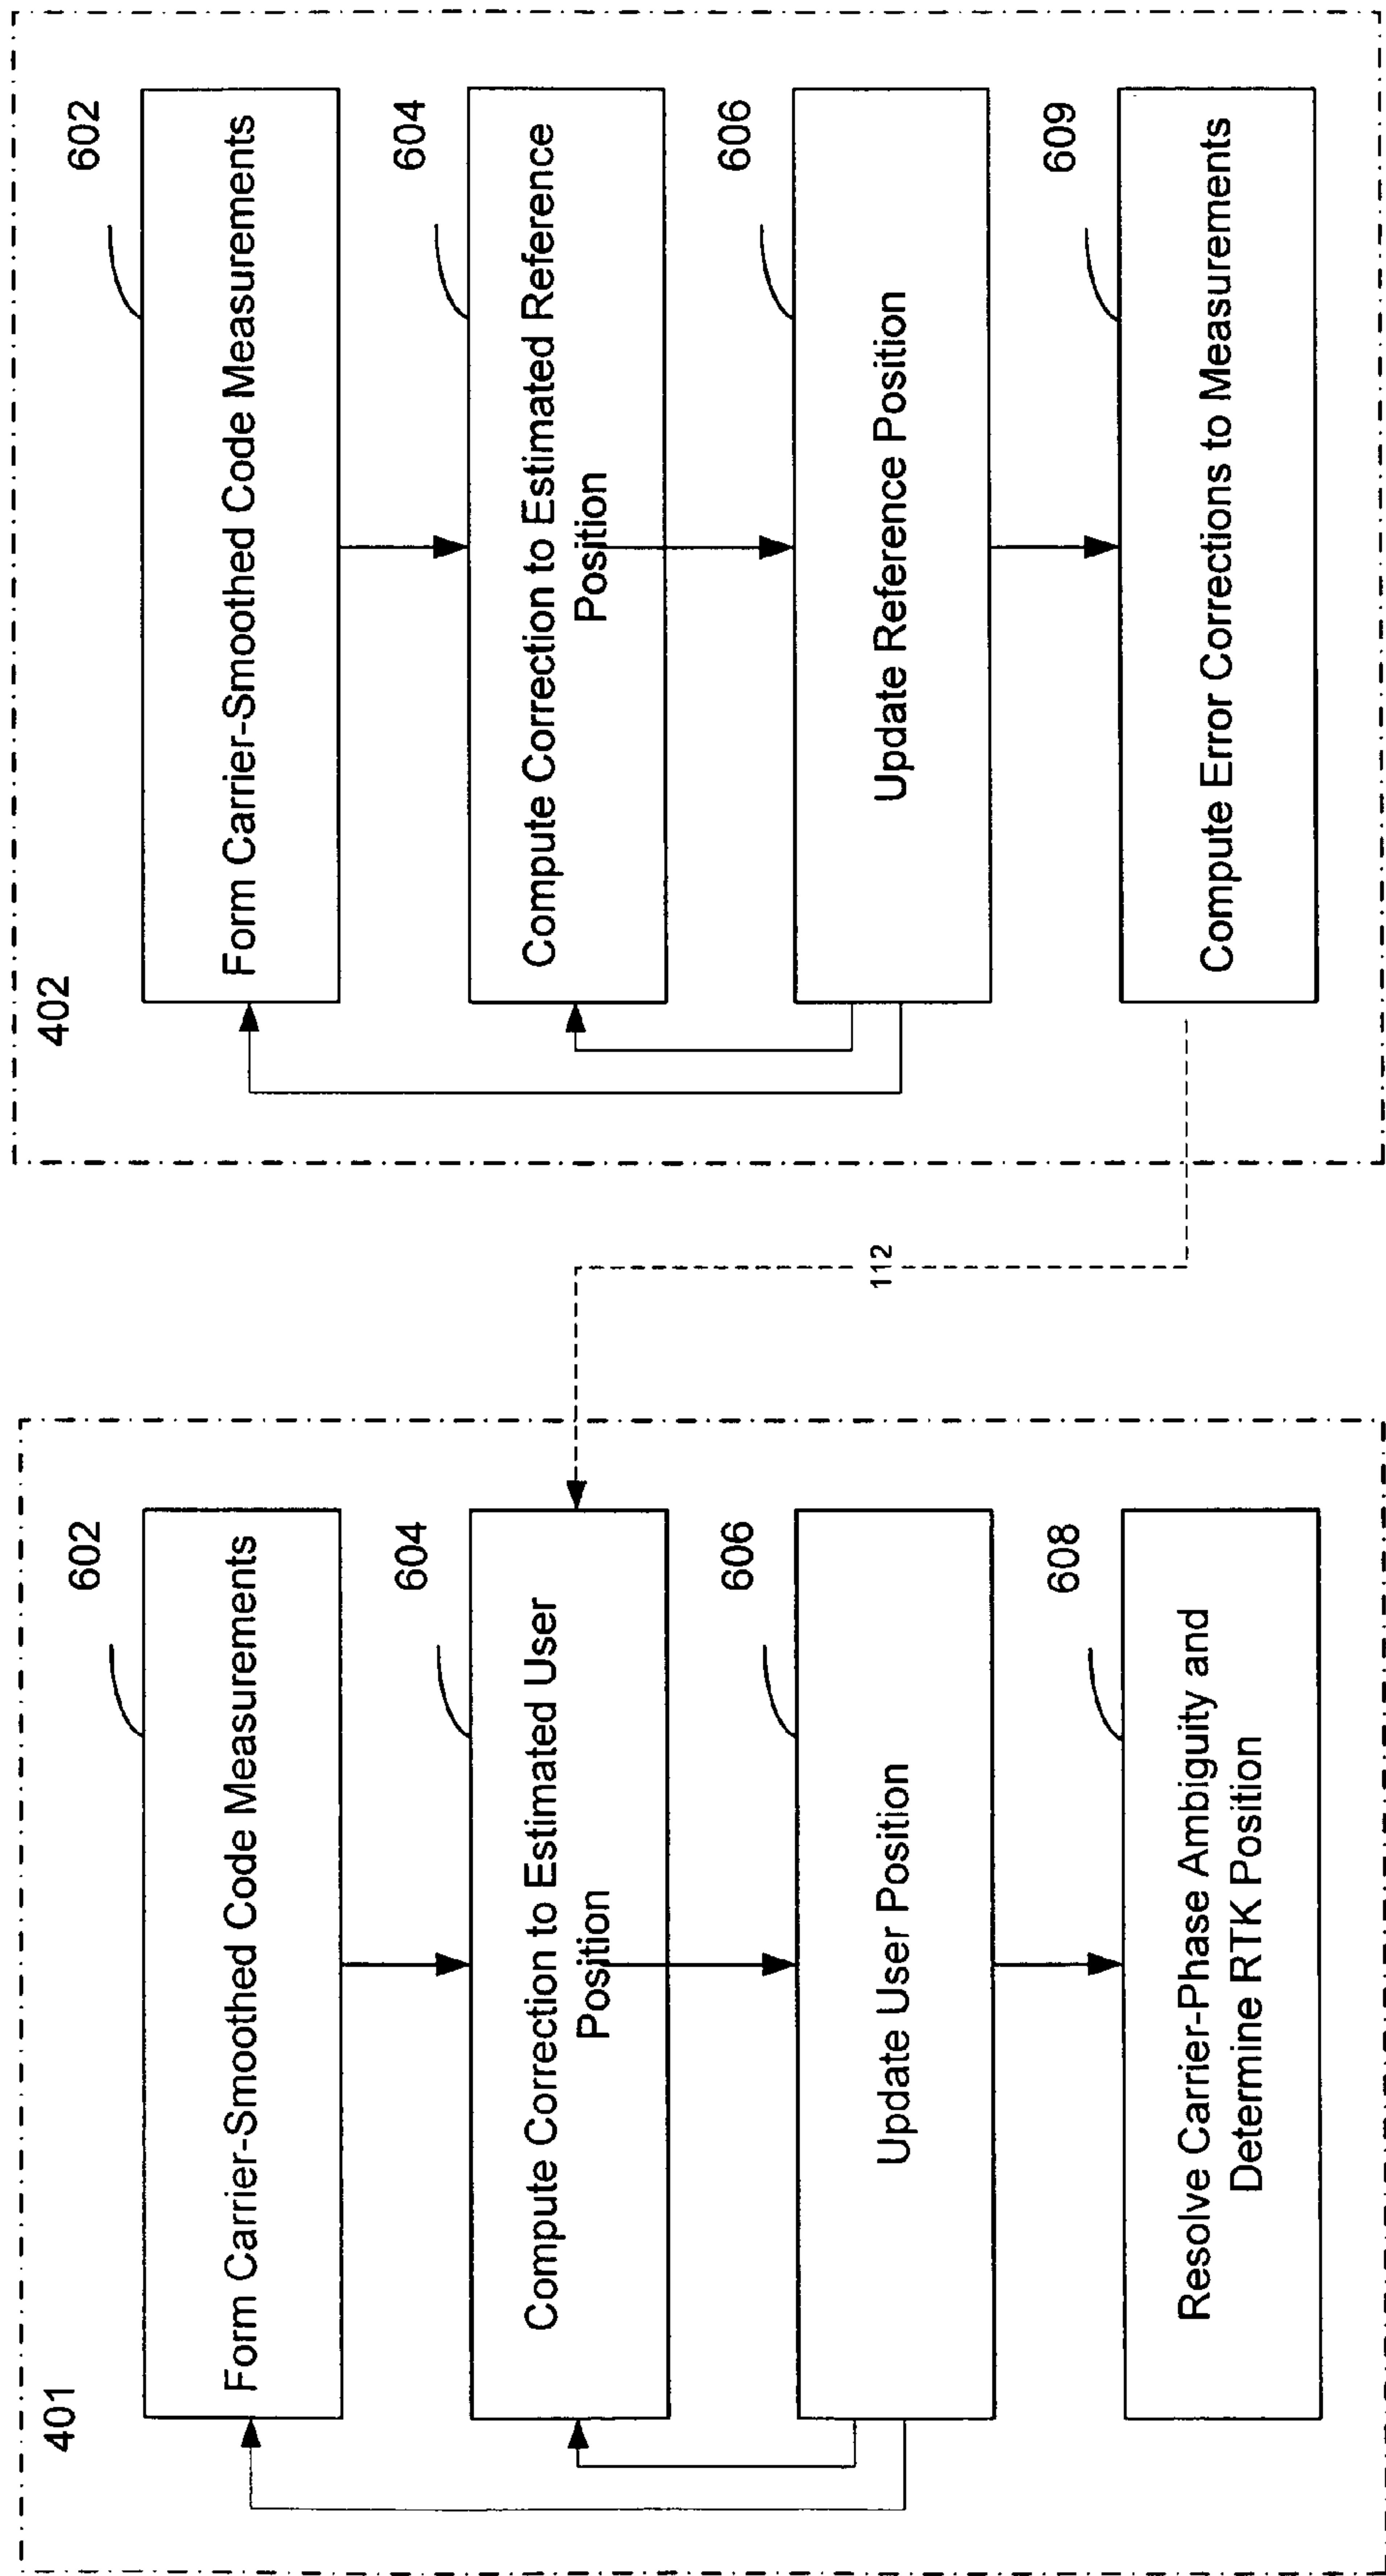 401
602
Form Carrier-Smoothed Code Measurements
604
Compute Correction to Estimated User
Position
606
Update User Position
608
Resolve Carrier-Phase Ambiguity and
Determine RTK Position
112
402
602
Form Carrier-Smoothed Code Measurements
604
Compute Correction to Estimated Reference
Position
606
Update Reference Position
609
Compute Error Corrections to Measurements